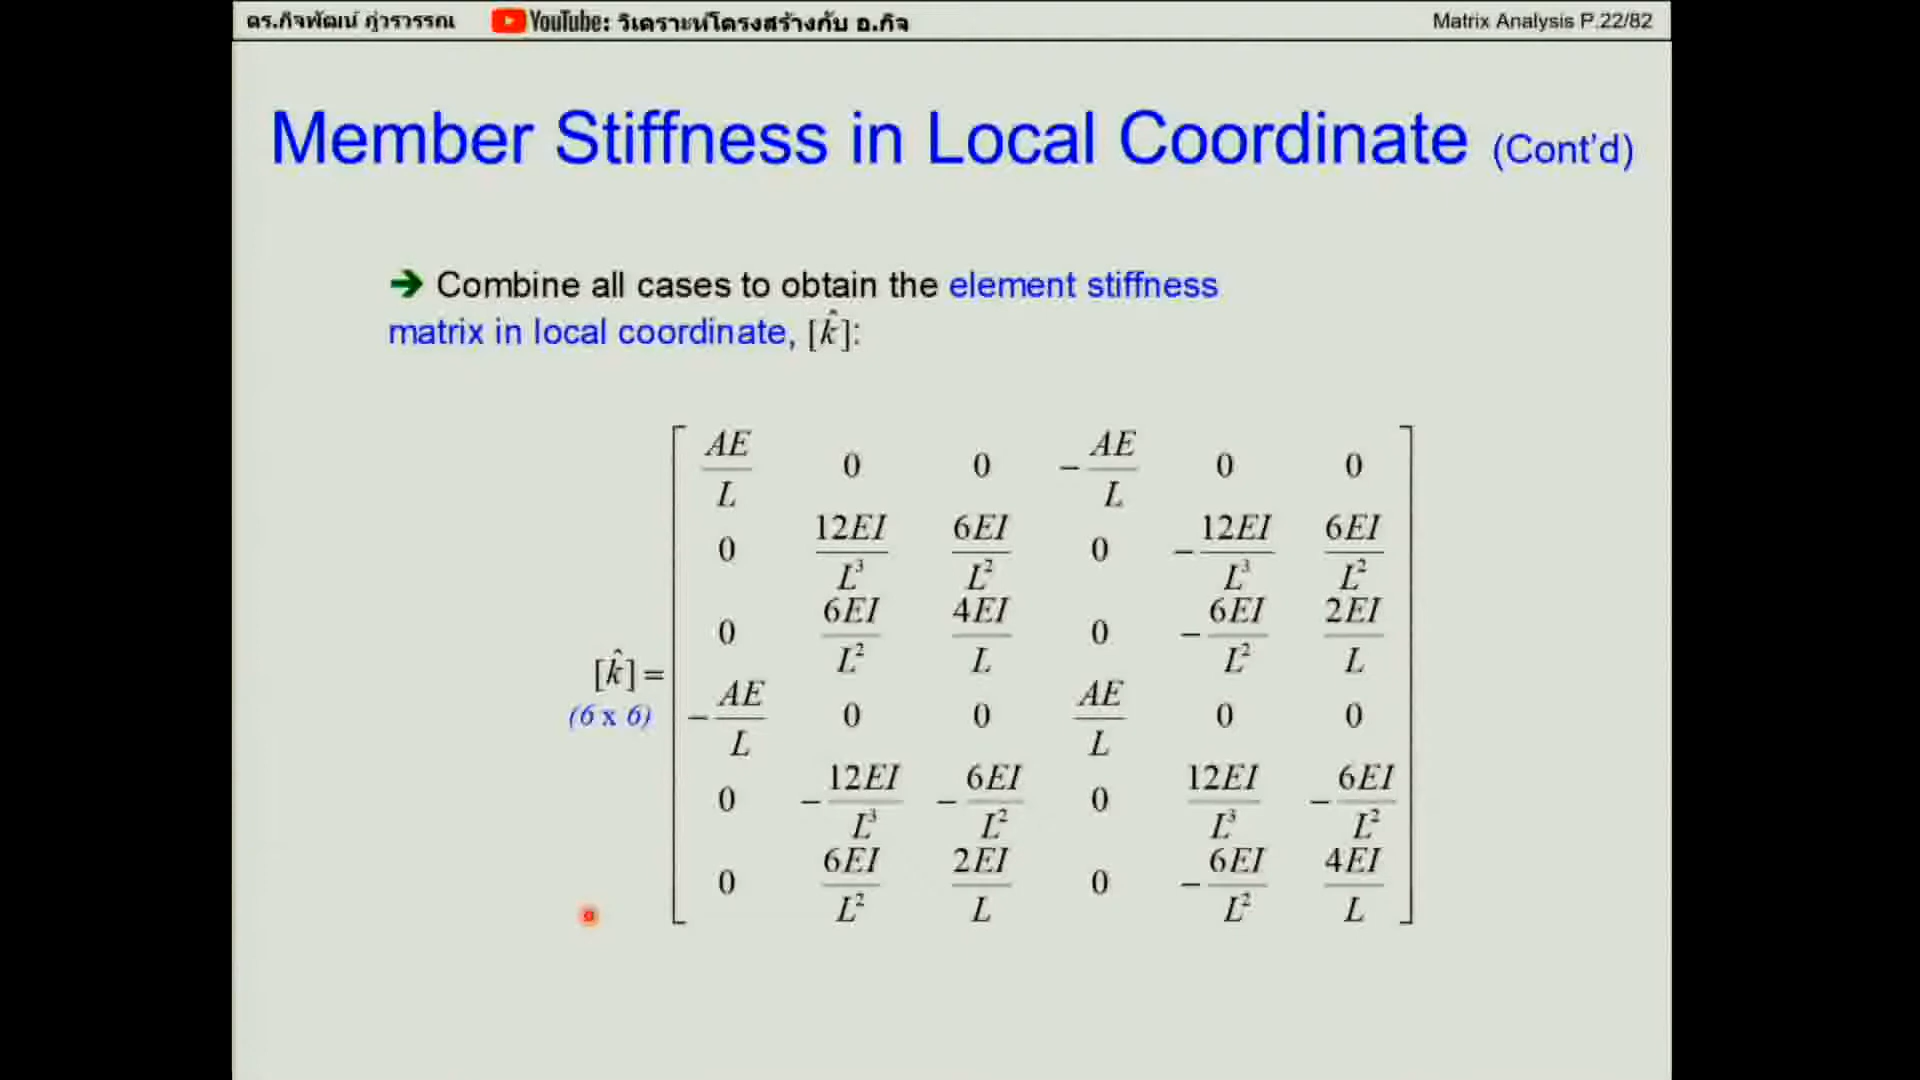 ดร.กิจพัฒน์ ภู่วรวรรณ
YouTube: วิเคราะห์โครงสร้างกับ อ.กิจ
Matrix Analysis P.22/82
Member Stiffness in Local Coordinate (Cont'd)
➔ Combine all cases to obtain the element stiffness
matrix in local coordinate, [k̂]:
[k̂] =
(6 x 6)
AE/L 0 0 -AE/L 0 0
0 12EI/L³ 6EI/L² 0 -12EI/L³ 6EI/L²
0 6EI/L² 4EI/L 0 -6EI/L² 2EI/L
-AE/L 0 0 AE/L 0 0
0 -12EI/L³ -6EI/L² 0 12EI/L³ -6EI/L²
0 6EI/L² 2EI/L 0 -6EI/L² 4EI/L